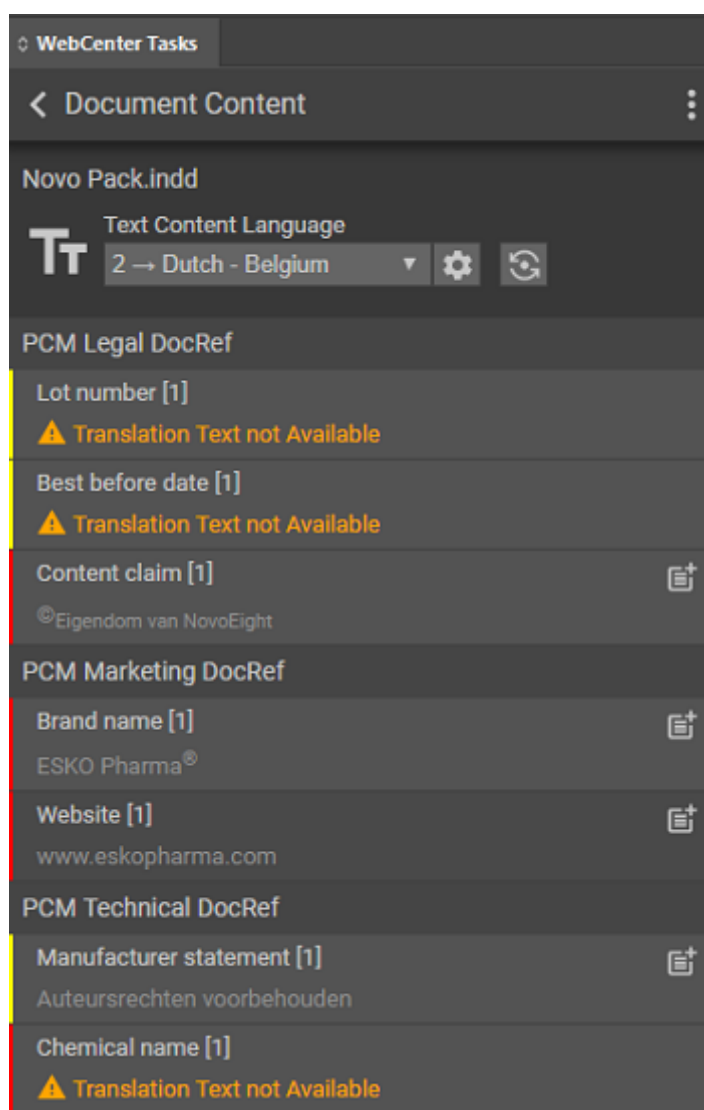 WebCenter Tasks
Document Content
Novo Pack.indd
Text Content Language
2 → Dutch - Belgium
PCM Legal DocRef
Lot number [1]
Translation Text not Available
Best before date [1]
Translation Text not Available
Content claim [1]
©Eigendom van NovoEight
PCM Marketing DocRef
Brand name [1]
ESKO Pharma®
Website [1]
www.eskopharma.com
PCM Technical DocRef
Manufacturer statement [1]
Auteursrechten voorbehouden
Chemical name [1]
Translation Text not Available